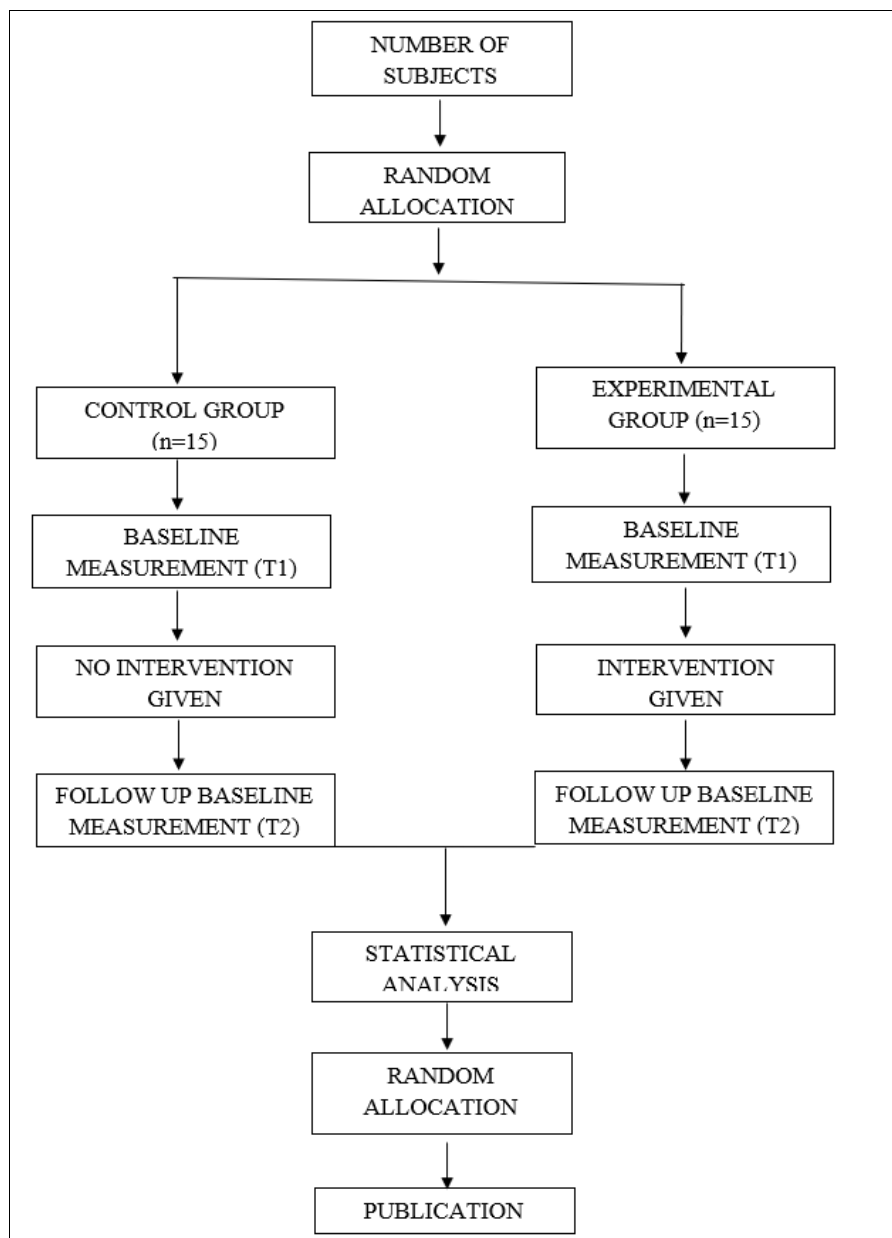 NUMBER OF
SUBJECTS
RANDOM
ALLOCATION
CONTROL GROUP
(n=15)
EXPERIMENTAL
GROUP (n=15)
BASELINE
MEASUREMENT (T1)
BASELINE
MEASUREMENT (T1)
NO INTERVENTION
GIVEN
INTERVENTION
GIVEN
FOLLOW UP BASELINE
MEASUREMENT (T2)
FOLLOW UP BASELINE
MEASUREMENT (T2)
STATISTICAL
ANALYSIS
RANDOM
ALLOCATION
PUBLICATION